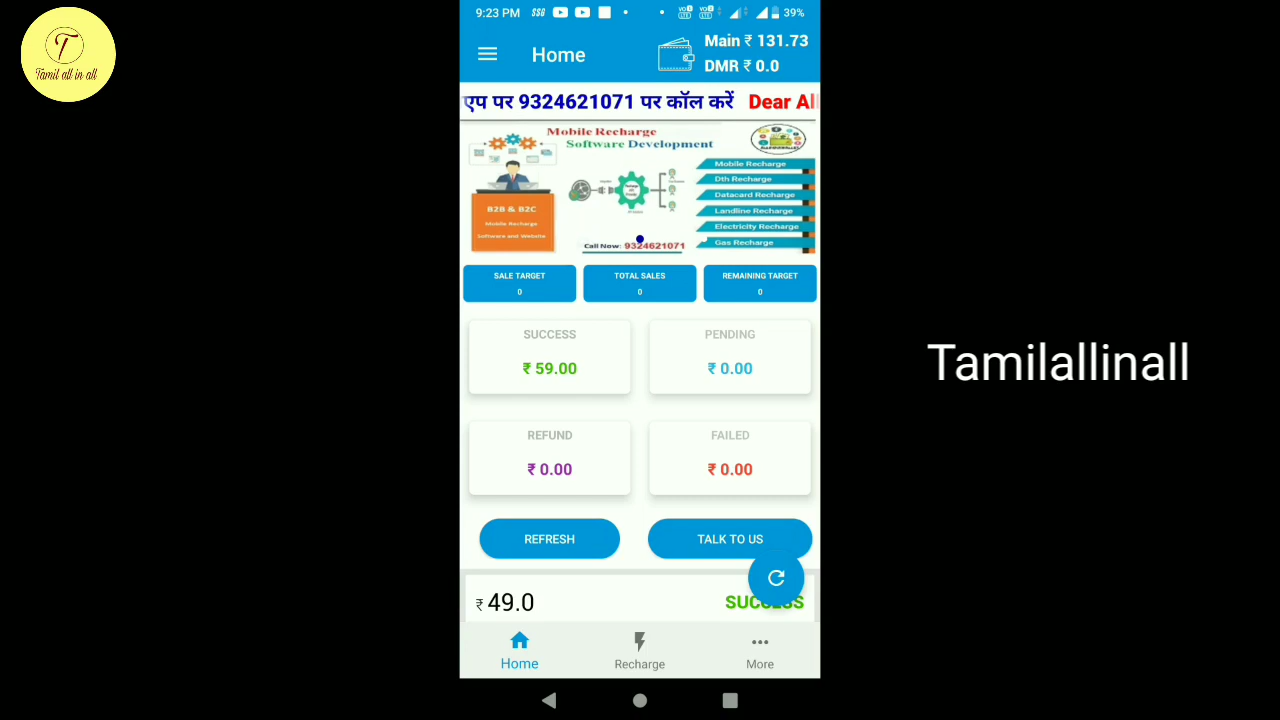 T
Tamil all in all
9:23 PM
39%
Home
Main ₹ 131.73
DMR ₹ 0.0
एप पर 9324621071 पर कॉल करें Dear Al
Mobile Recharge
Software Development
B2B & B2C
Mobile Recharge
Software and Website
Call Now: 9324621071
Mobile Recharge
Dth Recharge
Datacard Recharge
Landline Recharge
Electricity Recharge
Gas Recharge
SALE TARGET
0
TOTAL SALES
0
REMAINING TARGET
0
SUCCESS
₹ 59.00
PENDING
₹ 0.00
REFUND
₹ 0.00
FAILED
₹ 0.00
REFRESH
TALK TO US
₹ 49.0
SUCCESS
Home
Recharge
More
Tamilallinall